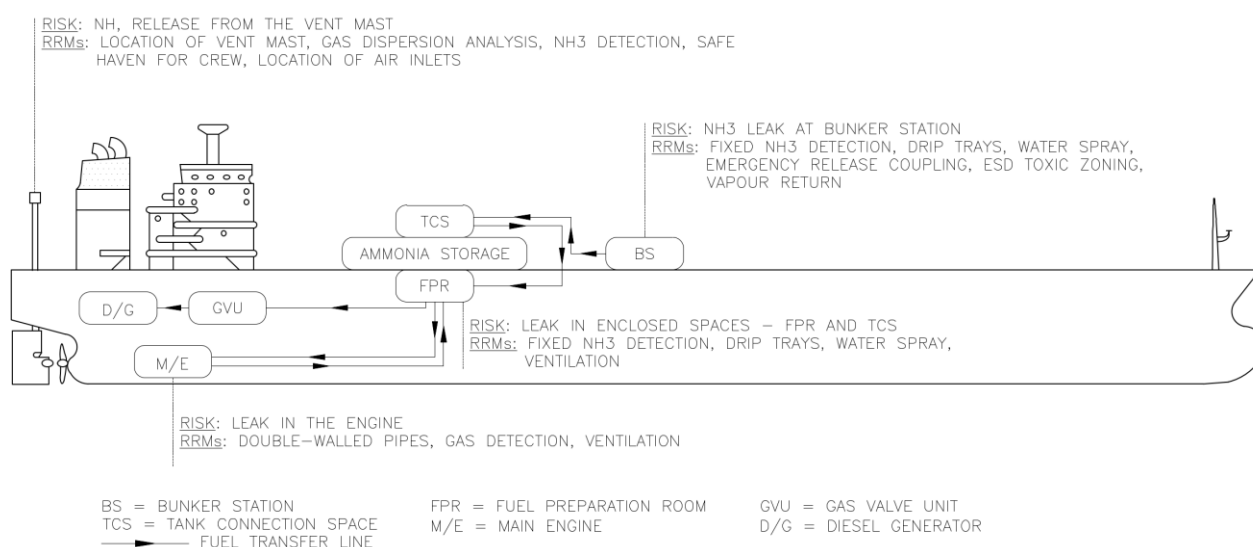 RISK: NH, RELEASE FROM THE VENT MAST
RRMs: LOCATION OF VENT MAST, GAS DISPERSION ANALYSIS, NH3 DETECTION, SAFE
HAVEN FOR CREW, LOCATION OF AIR INLETS
RISK: NH3 LEAK AT BUNKER STATION
RRMs: FIXED NH3 DETECTION, DRIP TRAYS, WATER SPRAY,
EMERGENCY RELEASE COUPLING, ESD TOXIC ZONING,
VAPOUR RETURN
TCS
AMMONIA STORAGE
BS
FPR
D/G
GVU
M/E
RISK: LEAK IN ENCLOSED SPACES – FPR AND TCS
RRMs: FIXED NH3 DETECTION, DRIP TRAYS, WATER SPRAY,
VENTILATION
RISK: LEAK IN THE ENGINE
RRMs: DOUBLE–WALLED PIPES, GAS DETECTION, VENTILATION
BS = BUNKER STATION
TCS = TANK CONNECTION SPACE
FUEL TRANSFER LINE
FPR = FUEL PREPARATION ROOM
M/E = MAIN ENGINE
GVU = GAS VALVE UNIT
D/G = DIESEL GENERATOR